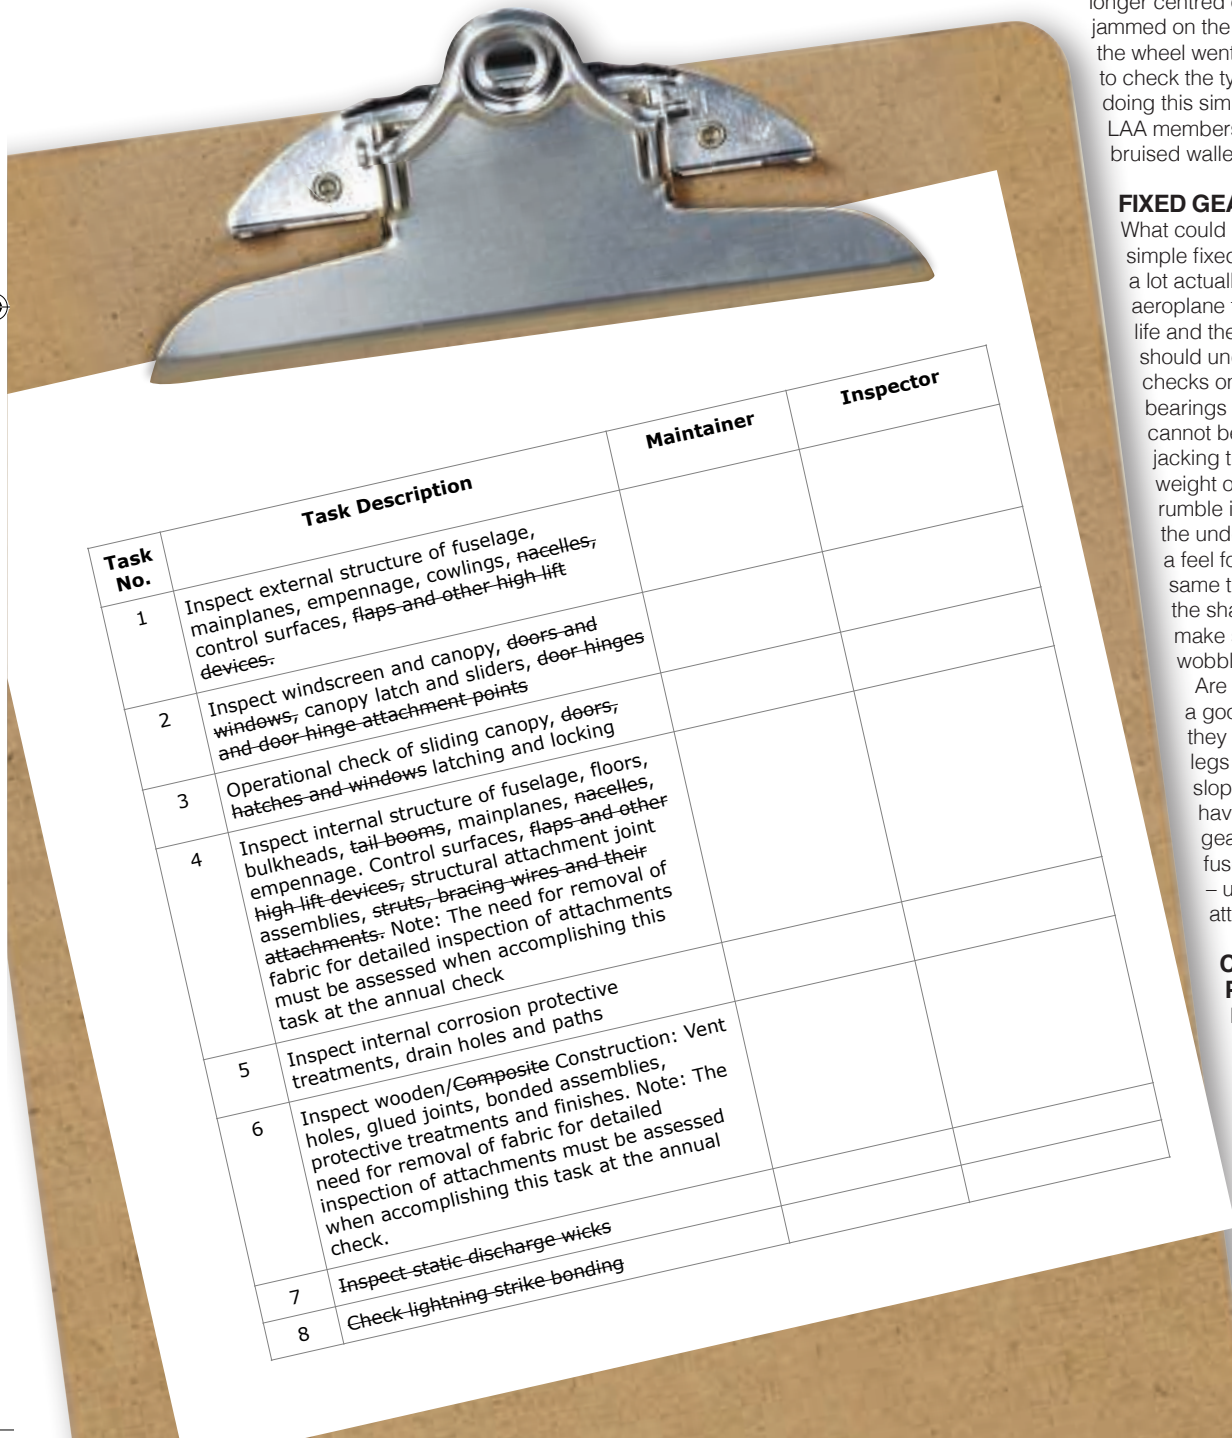 Task No.
Task Description
Maintainer
Inspector
1
Inspect external structure of fuselage,
mainplanes, empennage, cowlings, nacelles,
control surfaces, flaps and other high lift
devices.
2
Inspect windscreen and canopy, doors and
windows, canopy latch and sliders, door hinges
and door hinge attachment points
3
Operational check of sliding canopy, doors,
hatches and windows latching and locking
4
Inspect internal structure of fuselage, floors,
bulkheads, tail booms, mainplanes, nacelles,
empennage. Control surfaces, flaps and other
high lift devices, structural attachment joint
assemblies, struts, bracing wires and their
attachments. Note: The need for removal of
fabric for detailed inspection of attachments
must be assessed when accomplishing this
task at the annual check
5
Inspect internal corrosion protective
treatments, drain holes and paths
6
Inspect wooden/Composite Construction: Vent
holes, glued joints, bonded assemblies,
protective treatments and finishes. Note: The
need for removal of fabric for detailed
inspection of attachments must be assessed
when accomplishing this task at the annual
check.
7
Inspect static discharge wicks
8
Check lightning strike bonding
longer centred
jammed on the
the wheel went
to check the ty
doing this sim
LAA member
bruised walle
FIXED GEA
What could
simple fixed
a lot actuall
aeroplane
life and the
should un
checks or
bearings
cannot be
jacking t
weight o
rumble i
the und
a feel fo
same t
the sha
make
wobbl
Are
a goo
they
legs
slop
hav
gea
fus
– u
att